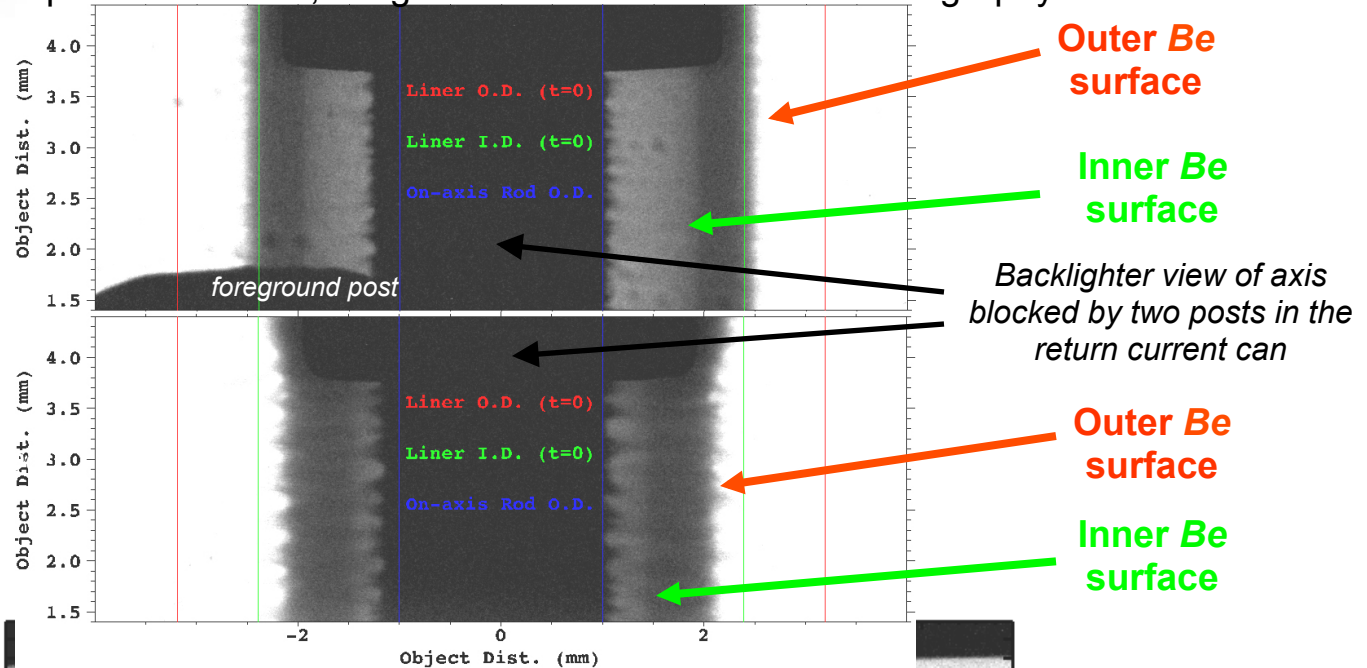 Outer Be
surface
4.0
3.5
3.0
2.5
2.0
1.5
Object Dist. (mm)
Liner O.D. (t=0)
Liner I.D. (t=0)
On-axis Rod O.D.
Inner Be
surface
foreground post
Backlighter view of axis
blocked by two posts in the
return current can
4.0
3.5
3.0
2.5
2.0
1.5
Object Dist. (mm)
Liner O.D. (t=0)
Liner I.D. (t=0)
On-axis Rod O.D.
Outer Be
surface
Inner Be
surface
-2 0 2
Object Dist. (mm)